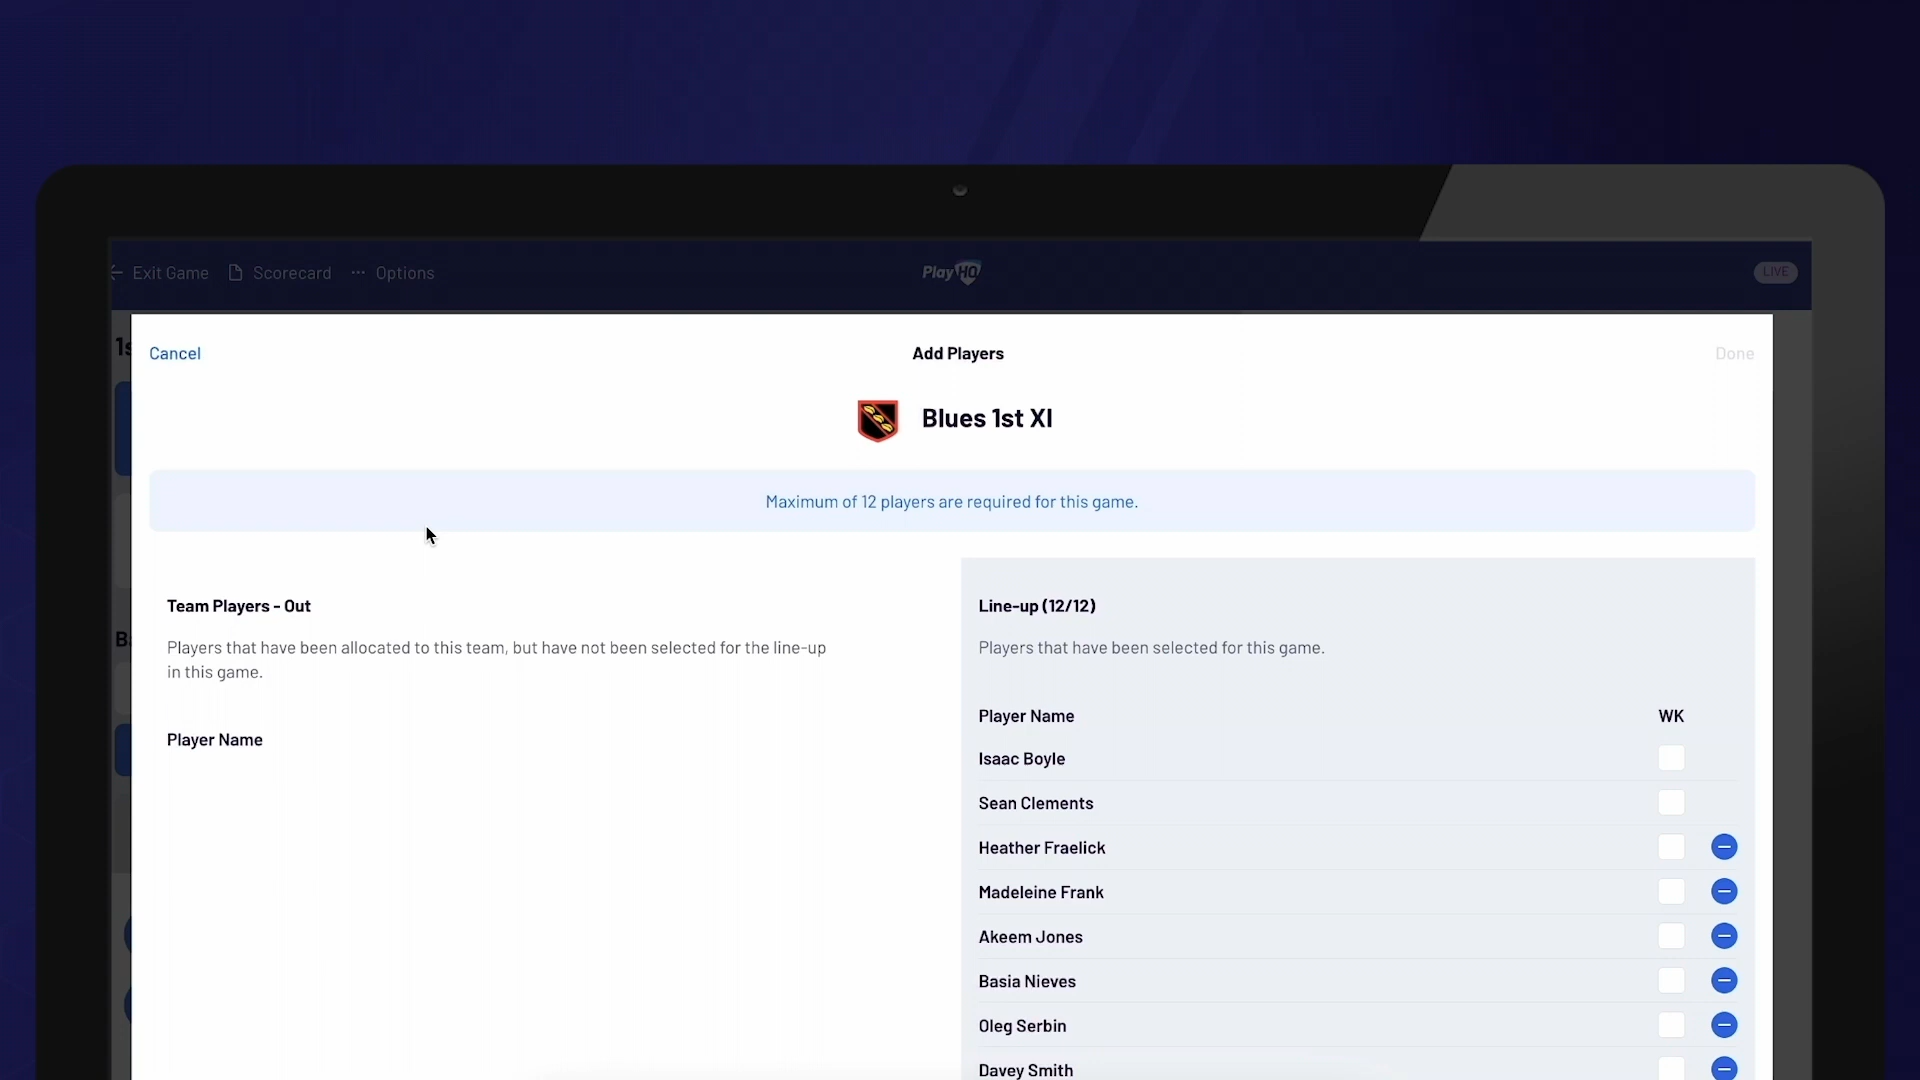 Exit Game
Scorecard
Options
PlayHQ
LIVE
1s
Cancel
Add Players
Done
Blues 1st XI
Maximum of 12 players are required for this game.
Team Players - Out
Players that have been allocated to this team, but have not been selected for the line-up
in this game.
Player Name
Line-up (12/12)
Players that have been selected for this game.
Player Name
WK
Isaac Boyle
Sean Clements
Heather Fraelick
Madeleine Frank
Akeem Jones
Basia Nieves
Oleg Serbin
Davey Smith